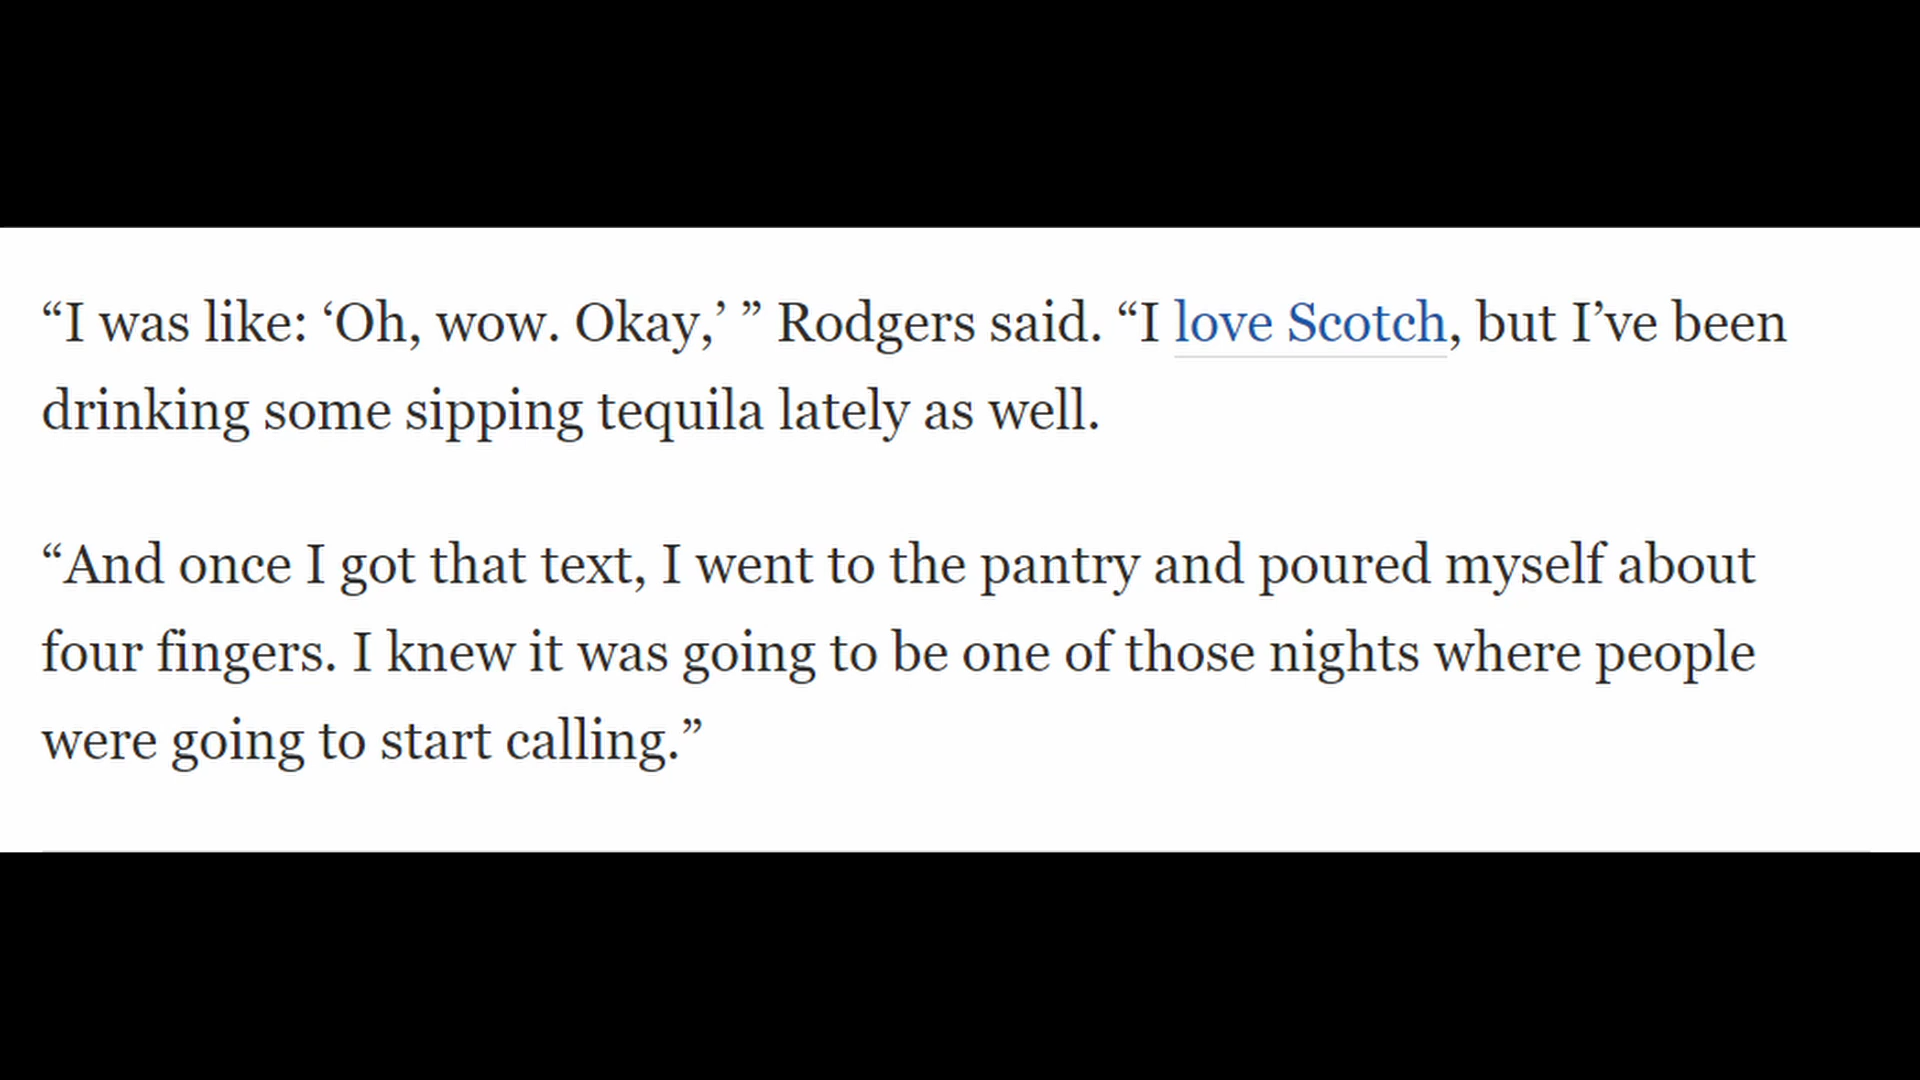 “I was like: ‘Oh, wow. Okay,’ ” Rodgers said. “I love Scotch, but I’ve been
drinking some sipping tequila lately as well.
“And once I got that text, I went to the pantry and poured myself about
four fingers. I knew it was going to be one of those nights where people
were going to start calling.”